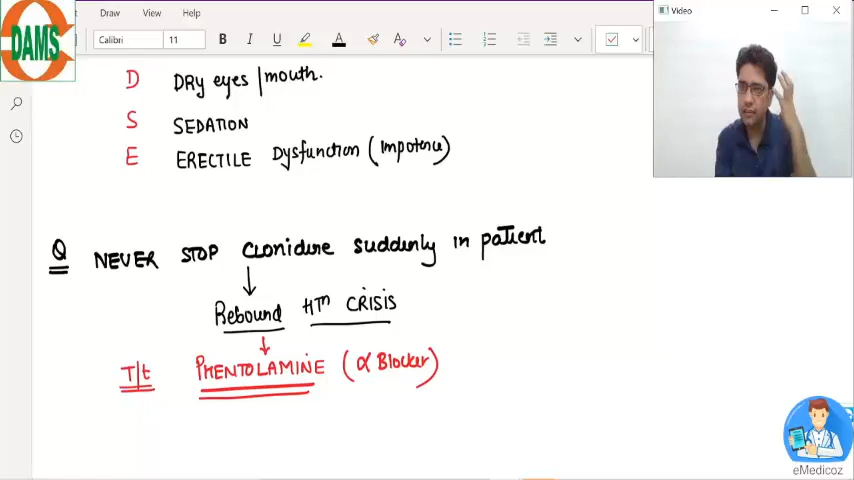 Draw View Help Video
DAMS
Calibri 11 B I U A
D DRy eyes / mouth.
S SEDATION
E ERECTILE Dysfunction (Impotence)
Q NEVER STOP Clonidine suddenly in patient
Rebound HTn CRISIS
T/t PHENTOLAMINE (α Blocker)
eMedicoz